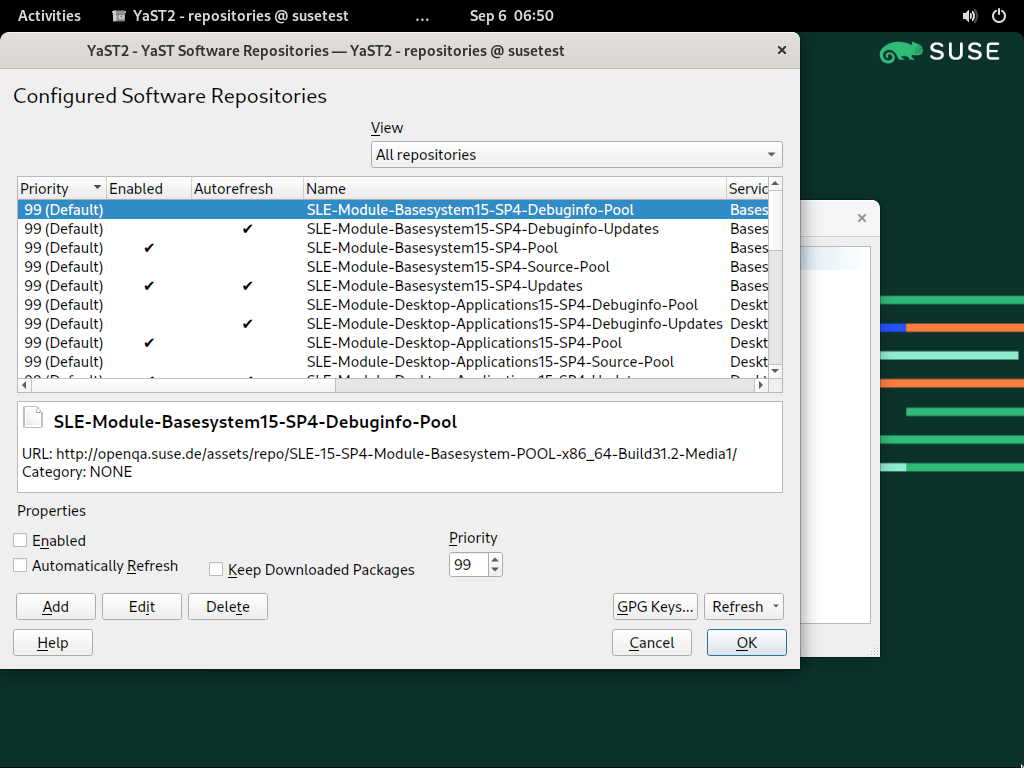 Activities YaST2 - repositories @ susetest ... Sep 6 06:50
YaST2 - YaST Software Repositories — YaST2 - repositories @ susetest
SUSE
Configured Software Repositories
View
All repositories
Priority Enabled Autorefresh Name Servic
99 (Default) SLE-Module-Basesystem15-SP4-Debuginfo-Pool Bases
99 (Default) ✔ SLE-Module-Basesystem15-SP4-Debuginfo-Updates Bases
99 (Default) ✔ SLE-Module-Basesystem15-SP4-Pool Bases
99 (Default) SLE-Module-Basesystem15-SP4-Source-Pool Bases
99 (Default) ✔ ✔ SLE-Module-Basesystem15-SP4-Updates Bases
99 (Default) SLE-Module-Desktop-Applications15-SP4-Debuginfo-Pool Deskt
99 (Default) ✔ SLE-Module-Desktop-Applications15-SP4-Debuginfo-Updates Deskt
99 (Default) ✔ SLE-Module-Desktop-Applications15-SP4-Pool Deskt
99 (Default) SLE-Module-Desktop-Applications15-SP4-Source-Pool Deskt
SLE-Module-Basesystem15-SP4-Debuginfo-Pool
URL: http://openqa.suse.de/assets/repo/SLE-15-SP4-Module-Basesystem-POOL-x86_64-Build31.2-Media1/
Category: NONE
Properties
Enabled
Automatically Refresh
Keep Downloaded Packages
Priority
99
Add Edit Delete GPG Keys... Refresh
Help Cancel OK